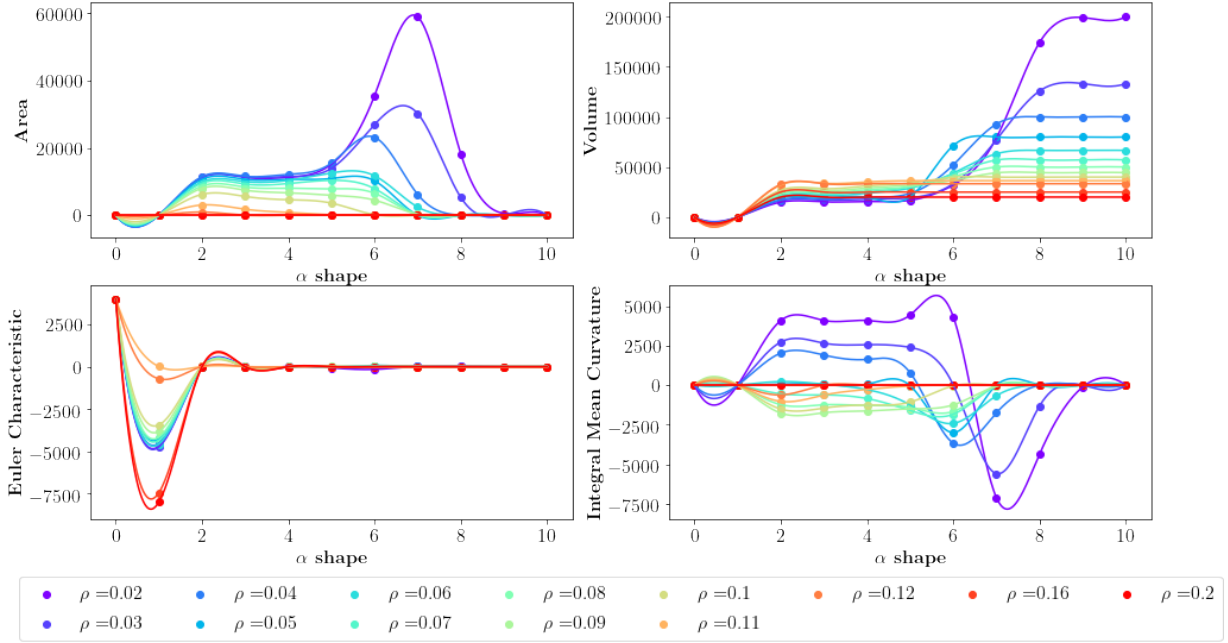 60000
40000
20000
0
Area
0 2 4 6 8 10
α shape
200000
150000
100000
50000
0
Volume
0 2 4 6 8 10
α shape
2500
0
−2500
−5000
−7500
Euler Characteristic
0 2 4 6 8 10
α shape
5000
2500
0
−2500
−5000
−7500
Integral Mean Curvature
0 2 4 6 8 10
α shape
ρ =0.02 ρ =0.04 ρ =0.06 ρ =0.08 ρ =0.1 ρ =0.12 ρ =0.16 ρ =0.2
ρ =0.03 ρ =0.05 ρ =0.07 ρ =0.09 ρ =0.11